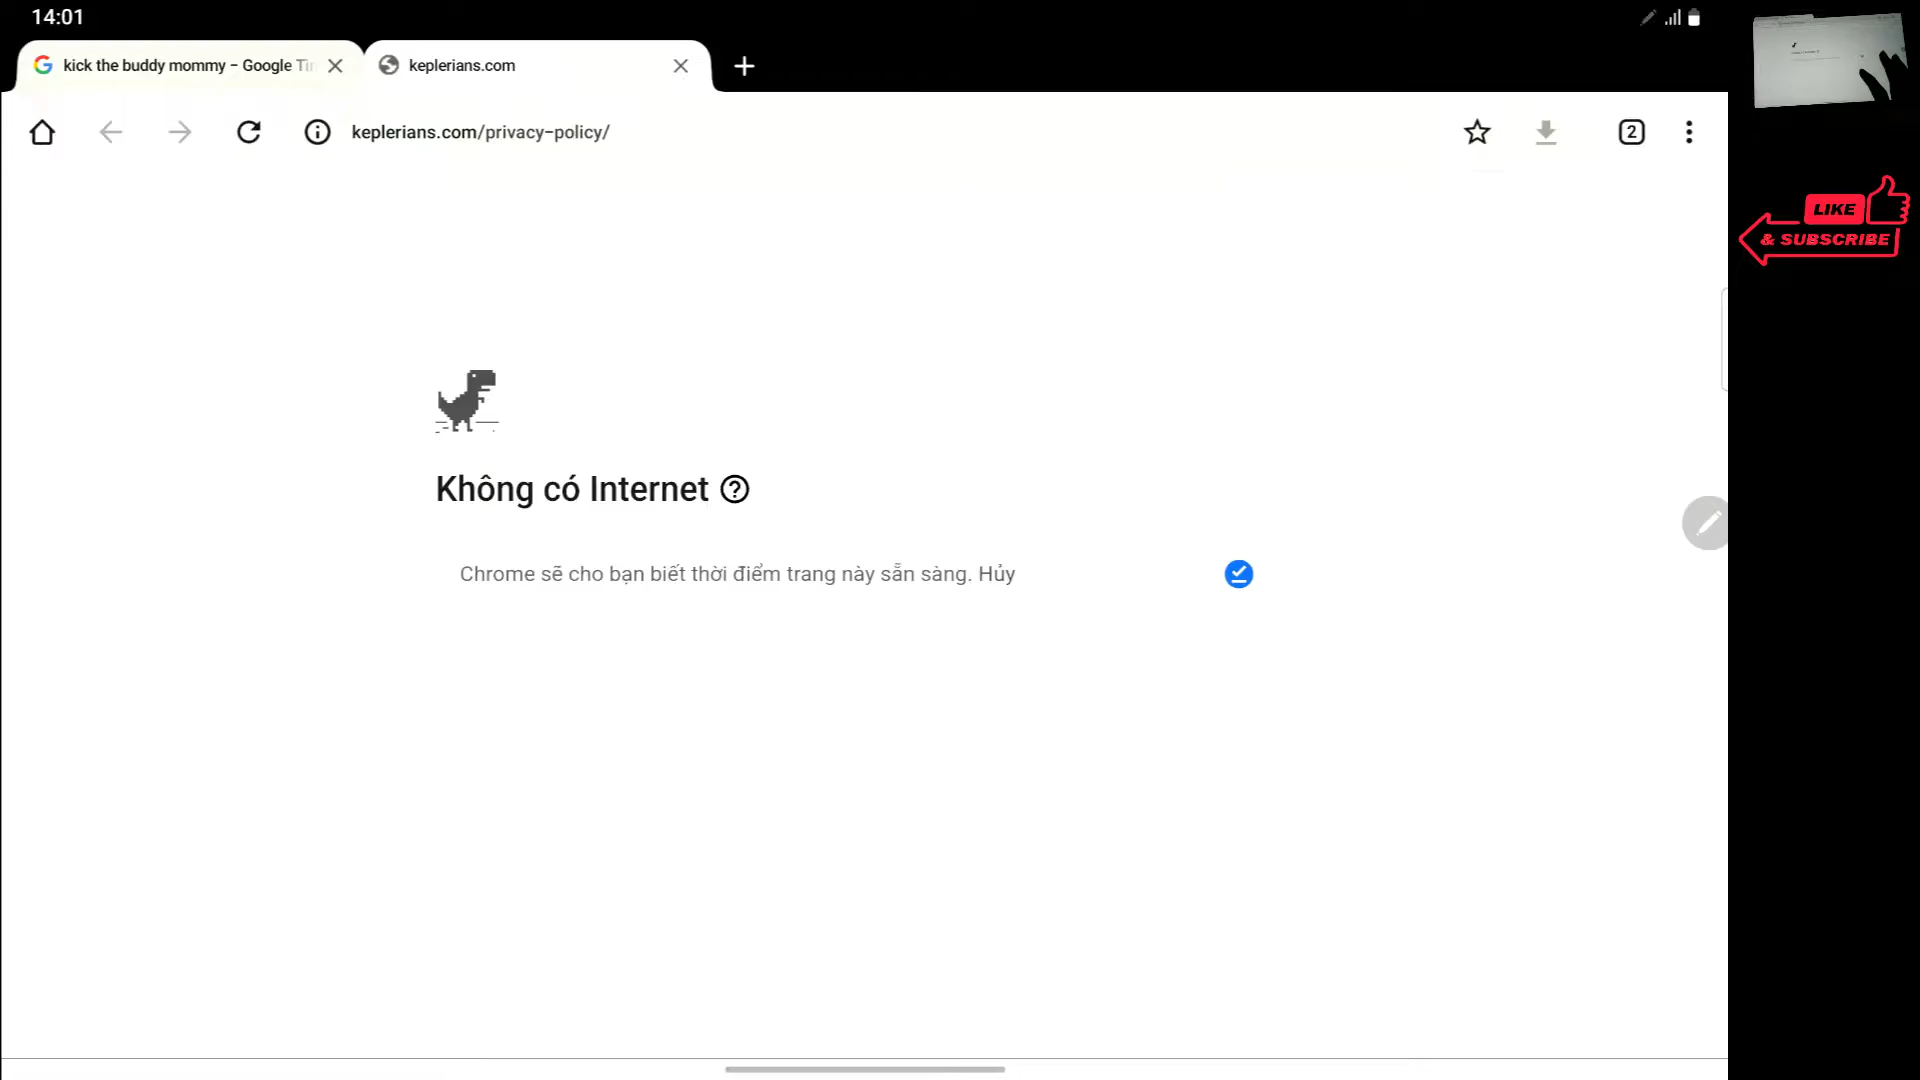 14:01
kick the buddy mommy - Google Tì
keplerians.com
keplerians.com/privacy-policy/
2
LIKE
& SUBSCRIBE
Không có Internet
Chrome sẽ cho bạn biết thời điểm trang này sẵn sàng. Hủy